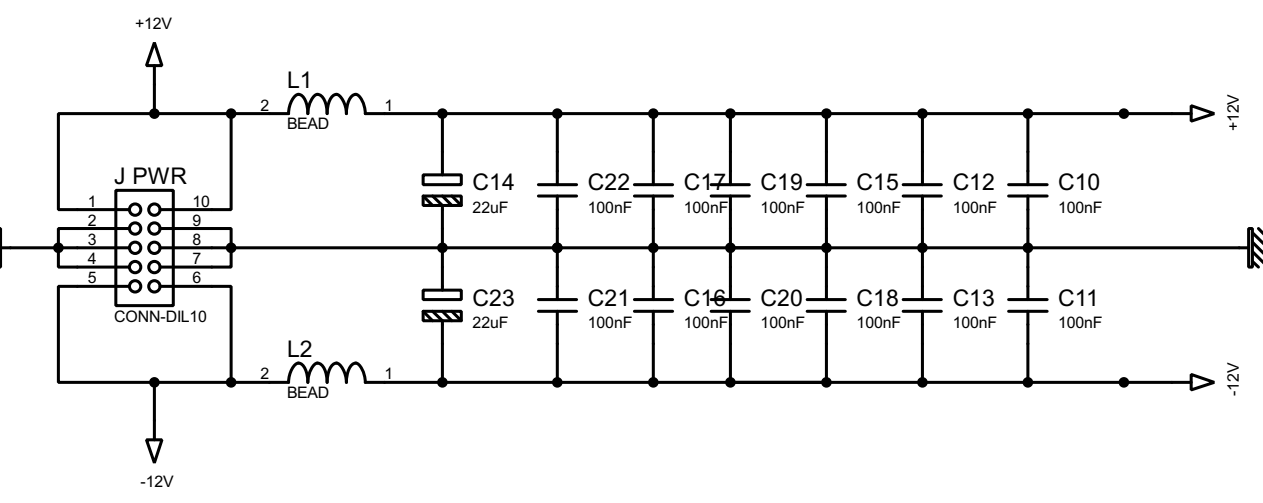 +12V
L1
2
1
BEAD
+12V
J PWR
1
10
2
9
3
8
4
7
5
6
CONN-DIL10
C14
22uF
C22
100nF
C17
100nF
C19
100nF
C15
100nF
C12
100nF
C10
100nF
C23
22uF
C21
100nF
C16
100nF
C20
100nF
C18
100nF
C13
100nF
C11
100nF
L2
2
1
BEAD
-12V
-12V